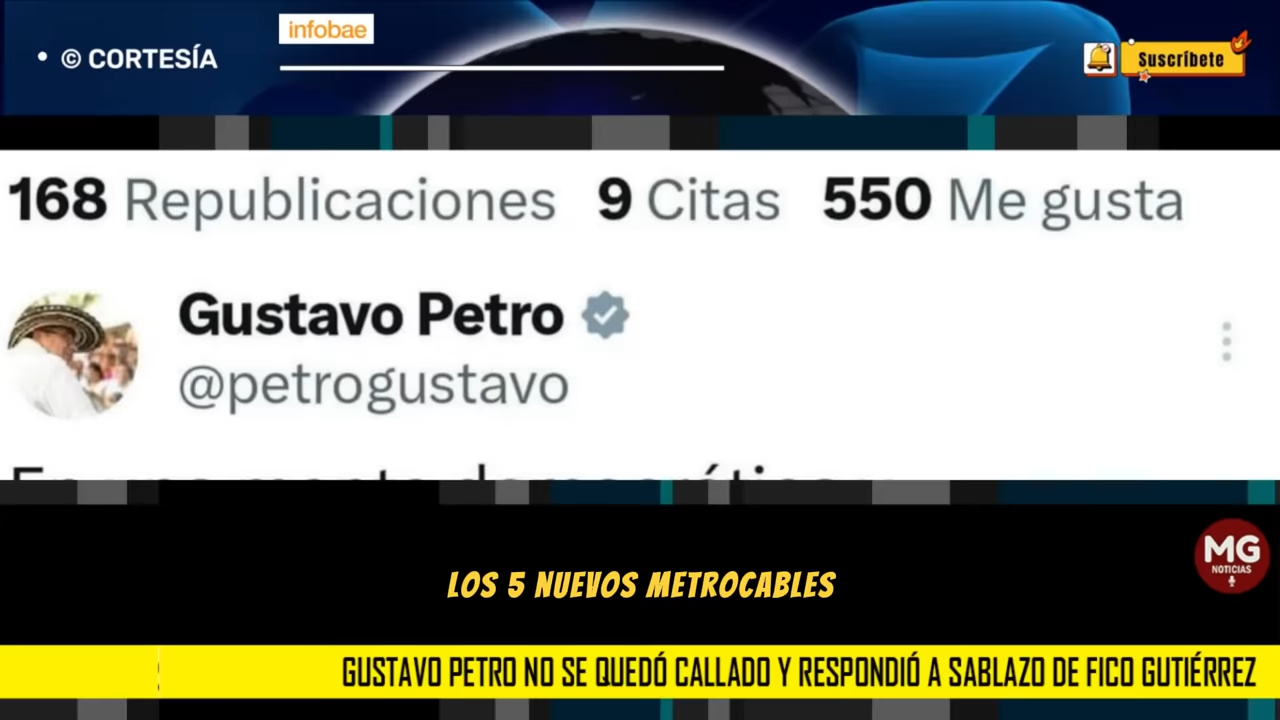 infobae
• © CORTESÍA
Suscríbete
168 Republicaciones 9 Citas 550 Me gusta
Gustavo Petro
@petrogustavo
LOS 5 NUEVOS METROCABLES
MG
NOTICIAS
GUSTAVO PETRO NO SE QUEDÓ CALLADO Y RESPONDIÓ A SABLAZO DE FICO GUTIÉRREZ